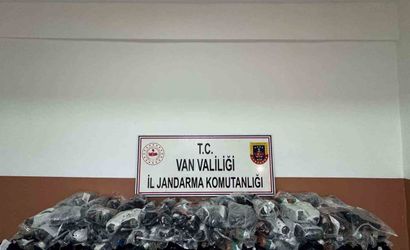 T.C.
VAN VALİLİĞİ
İL JANDARMA KOMUTANLIĞI